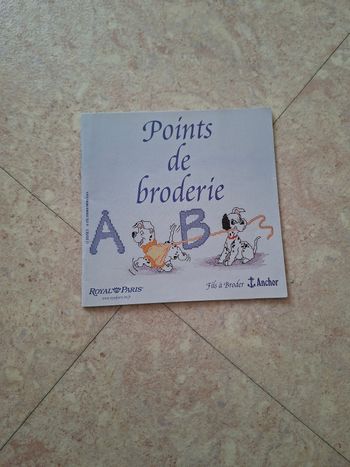 Points
de
broderie
A B
ROYAL PARIS
Fils à Broder Anchor